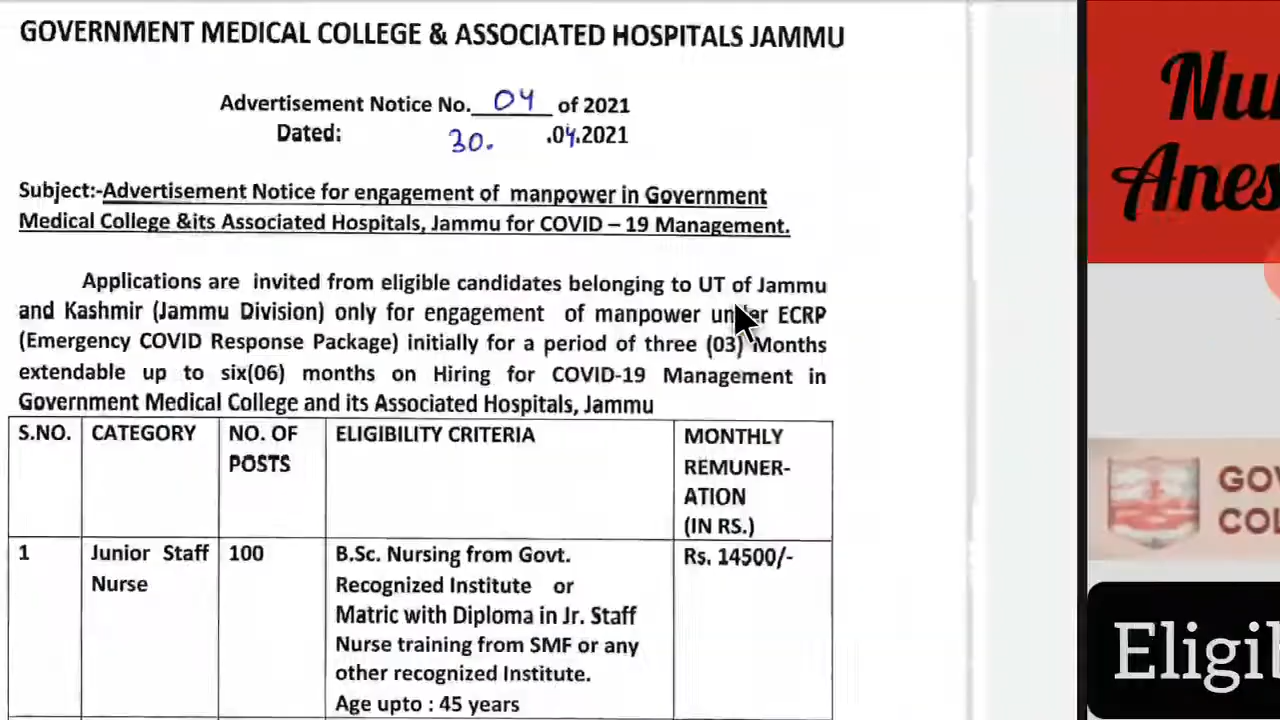 GOVERNMENT MEDICAL COLLEGE & ASSOCIATED HOSPITALS JAMMU
Advertisement Notice No. 04 of 2021
Dated: 30. .04.2021
Subject:-Advertisement Notice for engagement of manpower in Government
Medical College &its Associated Hospitals, Jammu for COVID – 19 Management.
Applications are invited from eligible candidates belonging to UT of Jammu
and Kashmir (Jammu Division) only for engagement of manpower under ECRP
(Emergency COVID Response Package) initially for a period of three (03) Months
extendable up to six(06) months on Hiring for COVID-19 Management in
Government Medical College and its Associated Hospitals, Jammu
S.NO. CATEGORY NO. OF POSTS ELIGIBILITY CRITERIA MONTHLY REMUNER-ATION (IN RS.)
1 Junior Staff Nurse 100 B.Sc. Nursing from Govt. Rs. 14500/-
Recognized Institute or
Matric with Diploma in Jr. Staff
Nurse training from SMF or any
other recognized Institute.
Age upto : 45 years
Nu
Anes
GOV
COL
Eligib